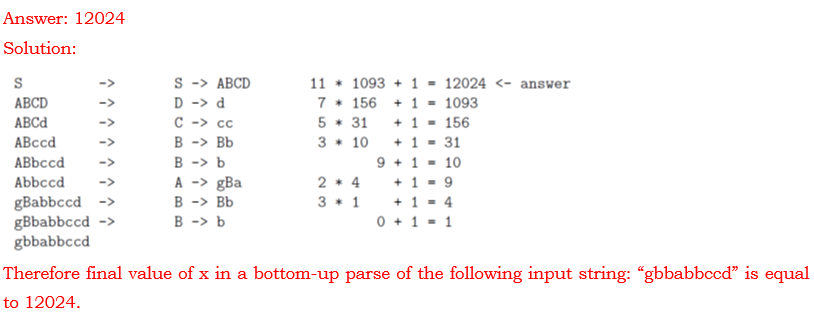 Answer: 12024
Solution:
S -> S -> ABCD 11 * 1093 + 1 = 12024 <- answer
ABCD -> D -> d 7 * 156 + 1 = 1093
ABCd -> C -> cc 5 * 31 + 1 = 156
ABccd -> B -> Bb 3 * 10 + 1 = 31
ABbccd -> B -> b 9 + 1 = 10
Abbccd -> A -> gBa 2 * 4 + 1 = 9
gBabbccd -> B -> Bb 3 * 1 + 1 = 4
gBbabbccd -> B -> b 0 + 1 = 1
gbbabbccd
Therefore final value of x in a bottom-up parse of the following input string: “gbbabbccd” is equal
to 12024.